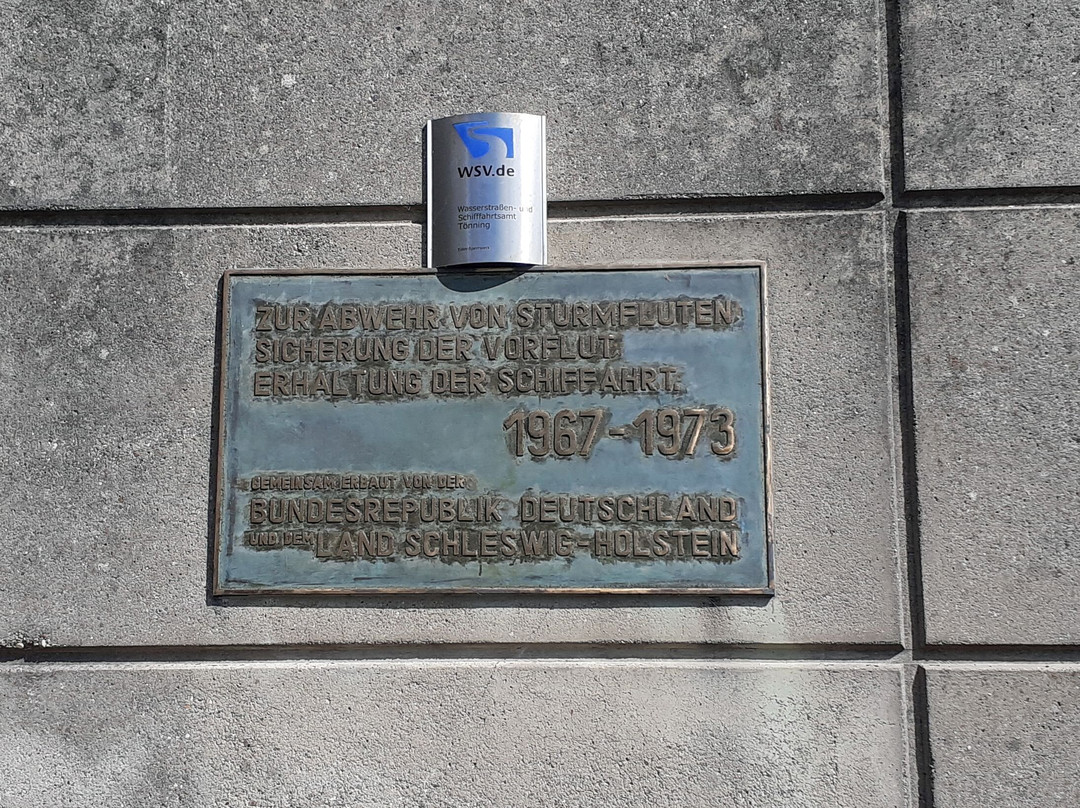 WSV.de
Wasserstraßen- und
Schifffahrtsamt
Tönning
ZUR ABWEHR VON STURMFLUTEN
SICHERUNG DER VORFLUT.
ERHALTUNG DER SCHIFFAHRT.
1967-1973
GEMEINSAM ERBAUT VON DER
BUNDESREPUBLIK DEUTSCHLAND
UND DEM LAND SCHLESWIG-HOLSTEIN